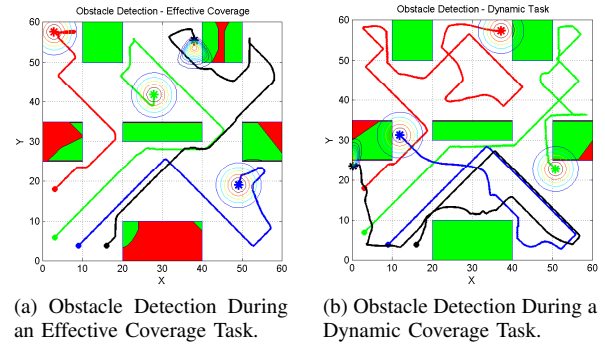 Obstacle Detection - Effective Coverage
60
50
40
30
20
10
0
Y
0 10 20 30 40 50 60
X
Obstacle Detection - Dynamic Task
60
50
40
30
20
10
0
Y
0 10 20 30 40 50 60
X
(a) Obstacle Detection During
an Effective Coverage Task.
(b) Obstacle Detection During a
Dynamic Coverage Task.